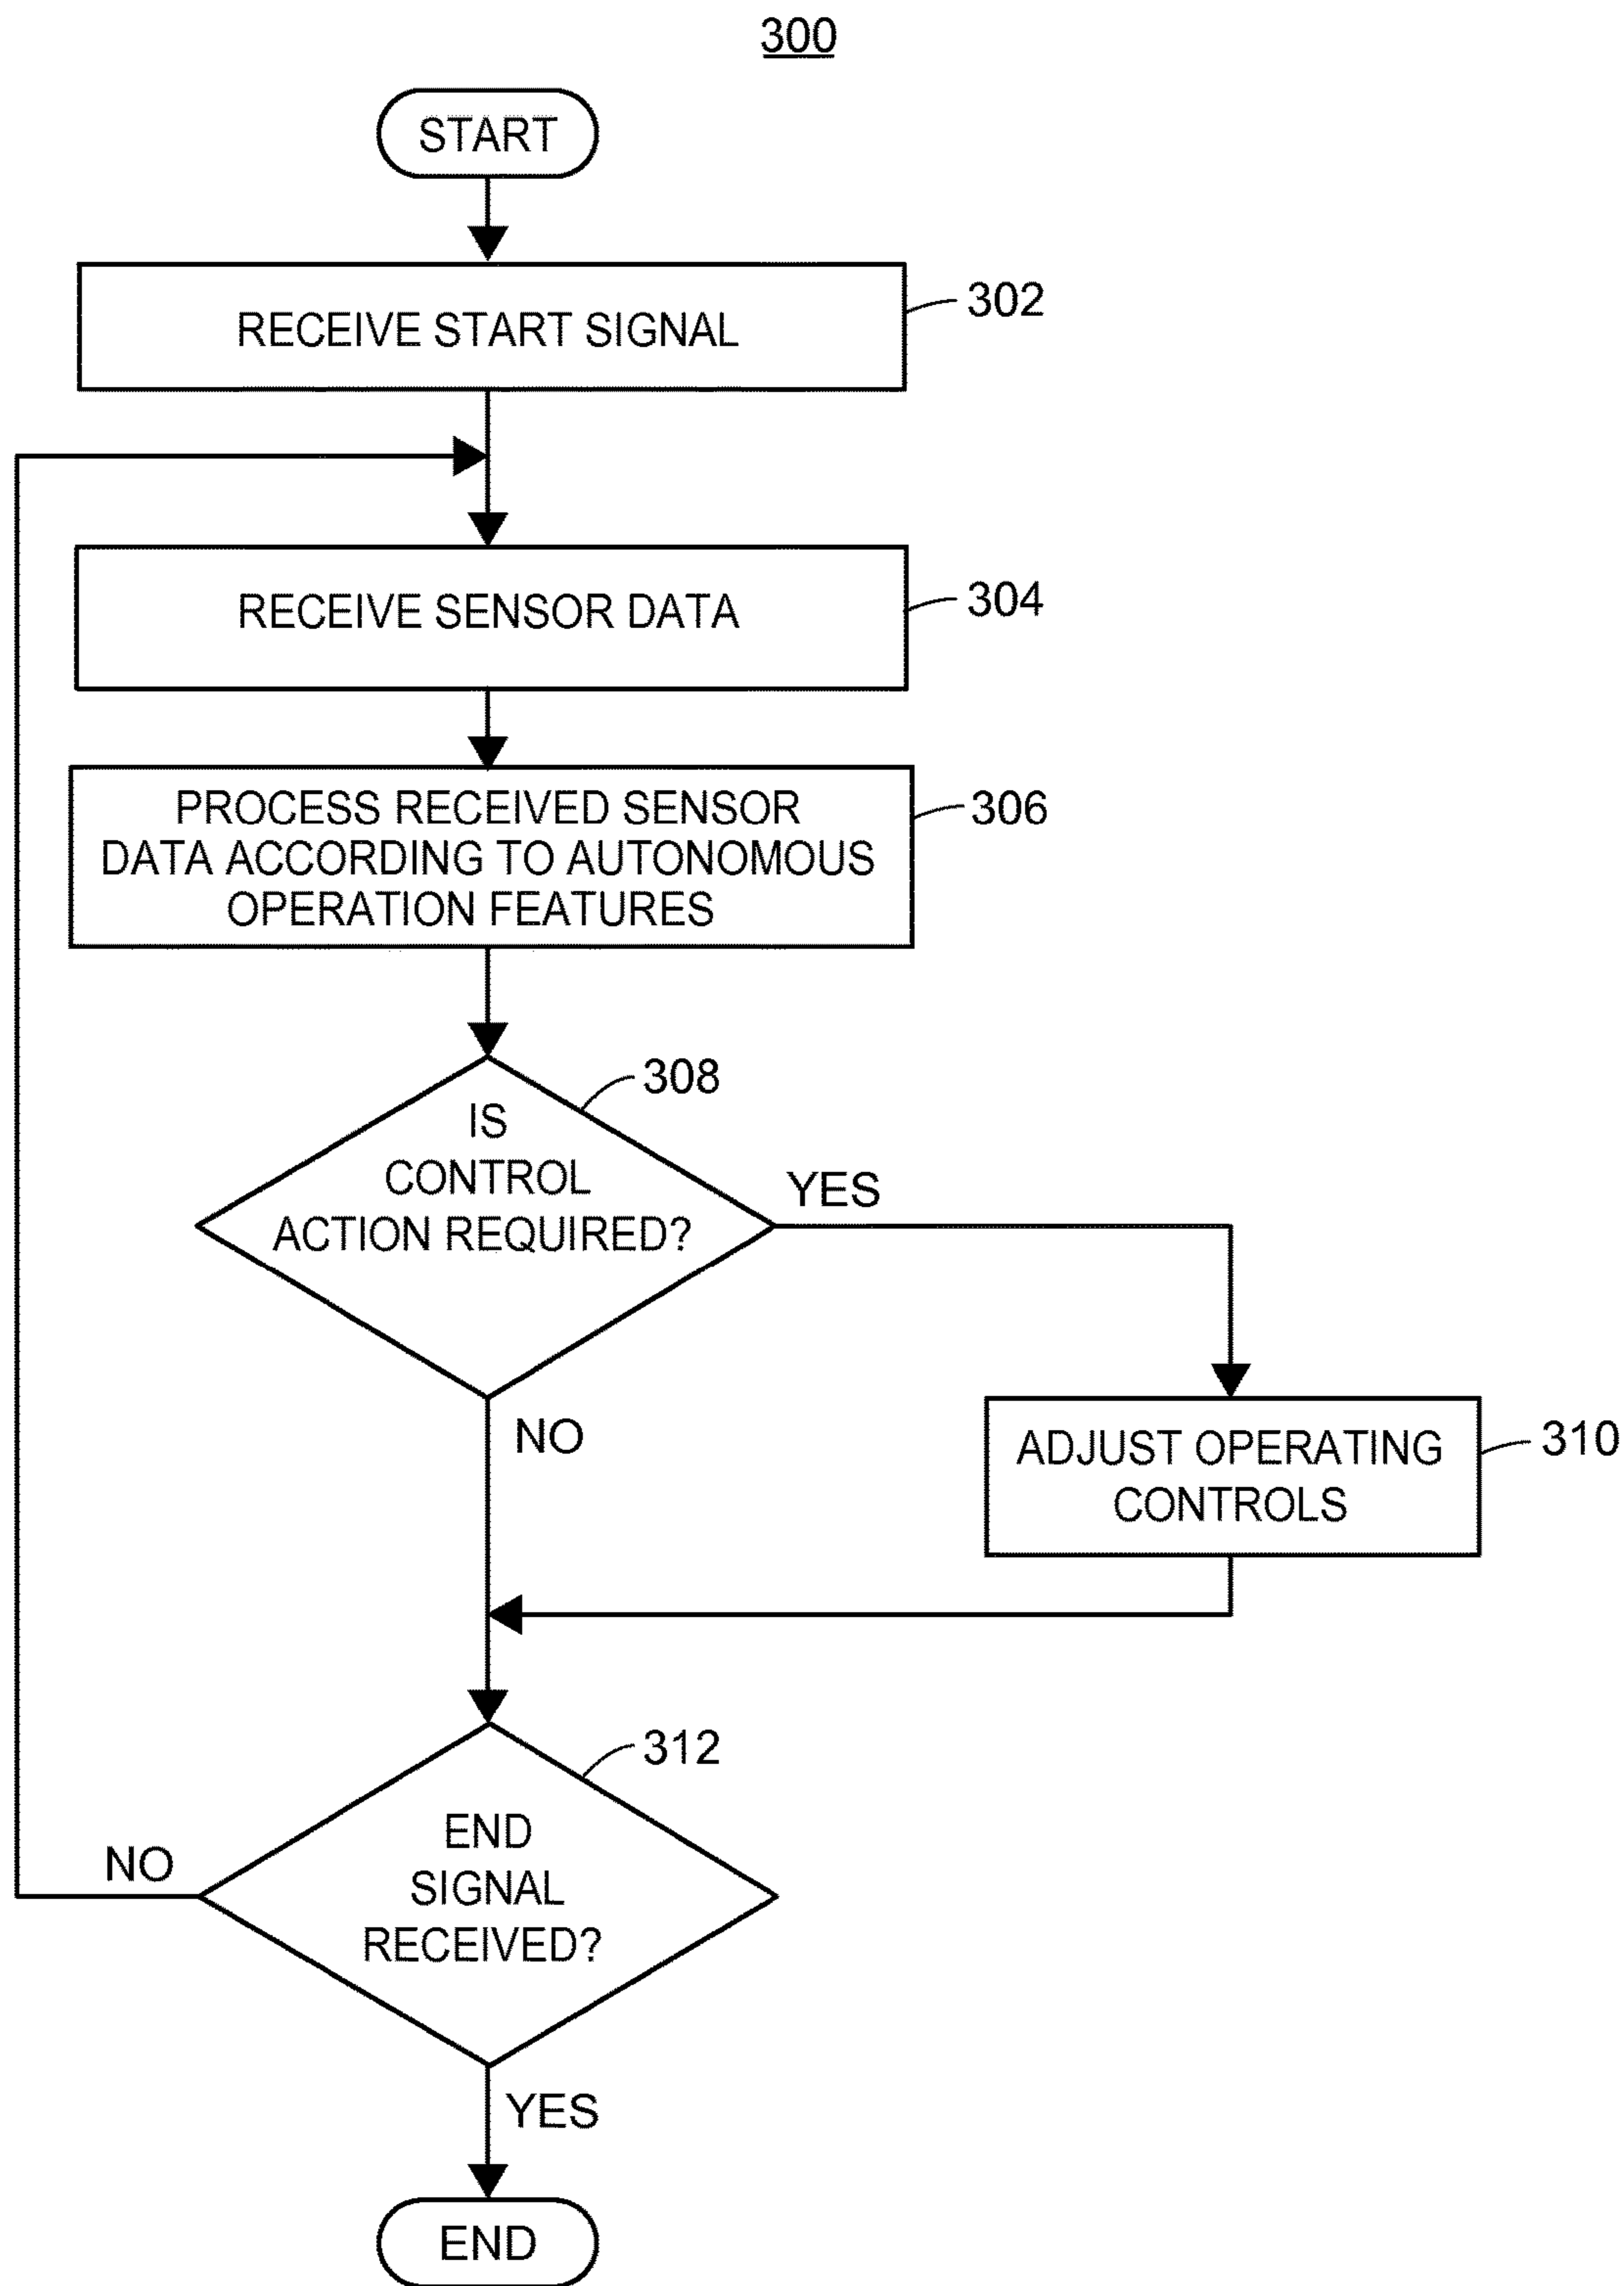 300
START
RECEIVE START SIGNAL
302
RECEIVE SENSOR DATA
304
PROCESS RECEIVED SENSOR
DATA ACCORDING TO AUTONOMOUS
OPERATION FEATURES
306
308
IS
CONTROL
ACTION REQUIRED?
YES
NO
ADJUST OPERATING
CONTROLS
310
312
END
SIGNAL
RECEIVED?
NO
YES
END